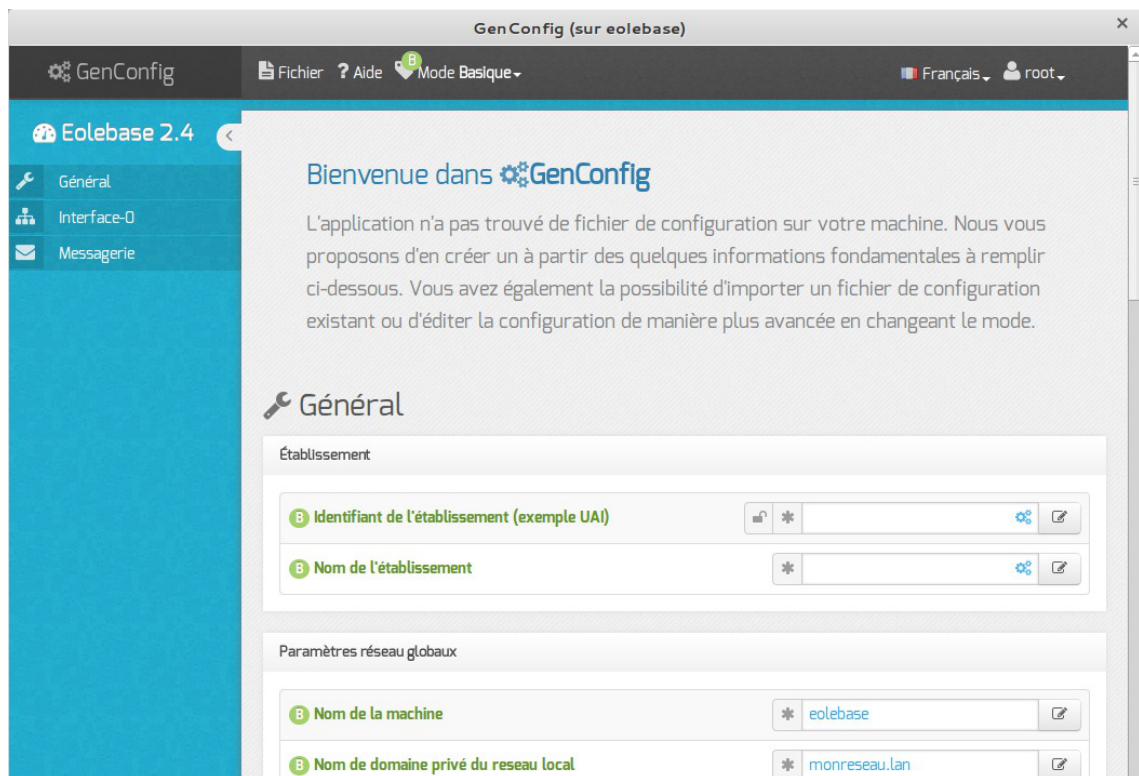 GenConfig (sur eolebase)
GenConfig
Fichier ? Aide B Mode Basique
Français root
Eolebase 2.4
Général
Interface-0
Messagerie
Bienvenue dans GenConfig
L'application n'a pas trouvé de fichier de configuration sur votre machine. Nous vous
proposons d'en créer un à partir des quelques informations fondamentales à remplir
ci-dessous. Vous avez également la possibilité d'importer un fichier de configuration
existant ou d'éditer la configuration de manière plus avancée en changeant le mode.
Général
Établissement
B Identifiant de l'établissement (exemple UAI)
B Nom de l'établissement
Paramètres réseau globaux
B Nom de la machine
eolebase
B Nom de domaine privé du reseau local
monreseau.lan